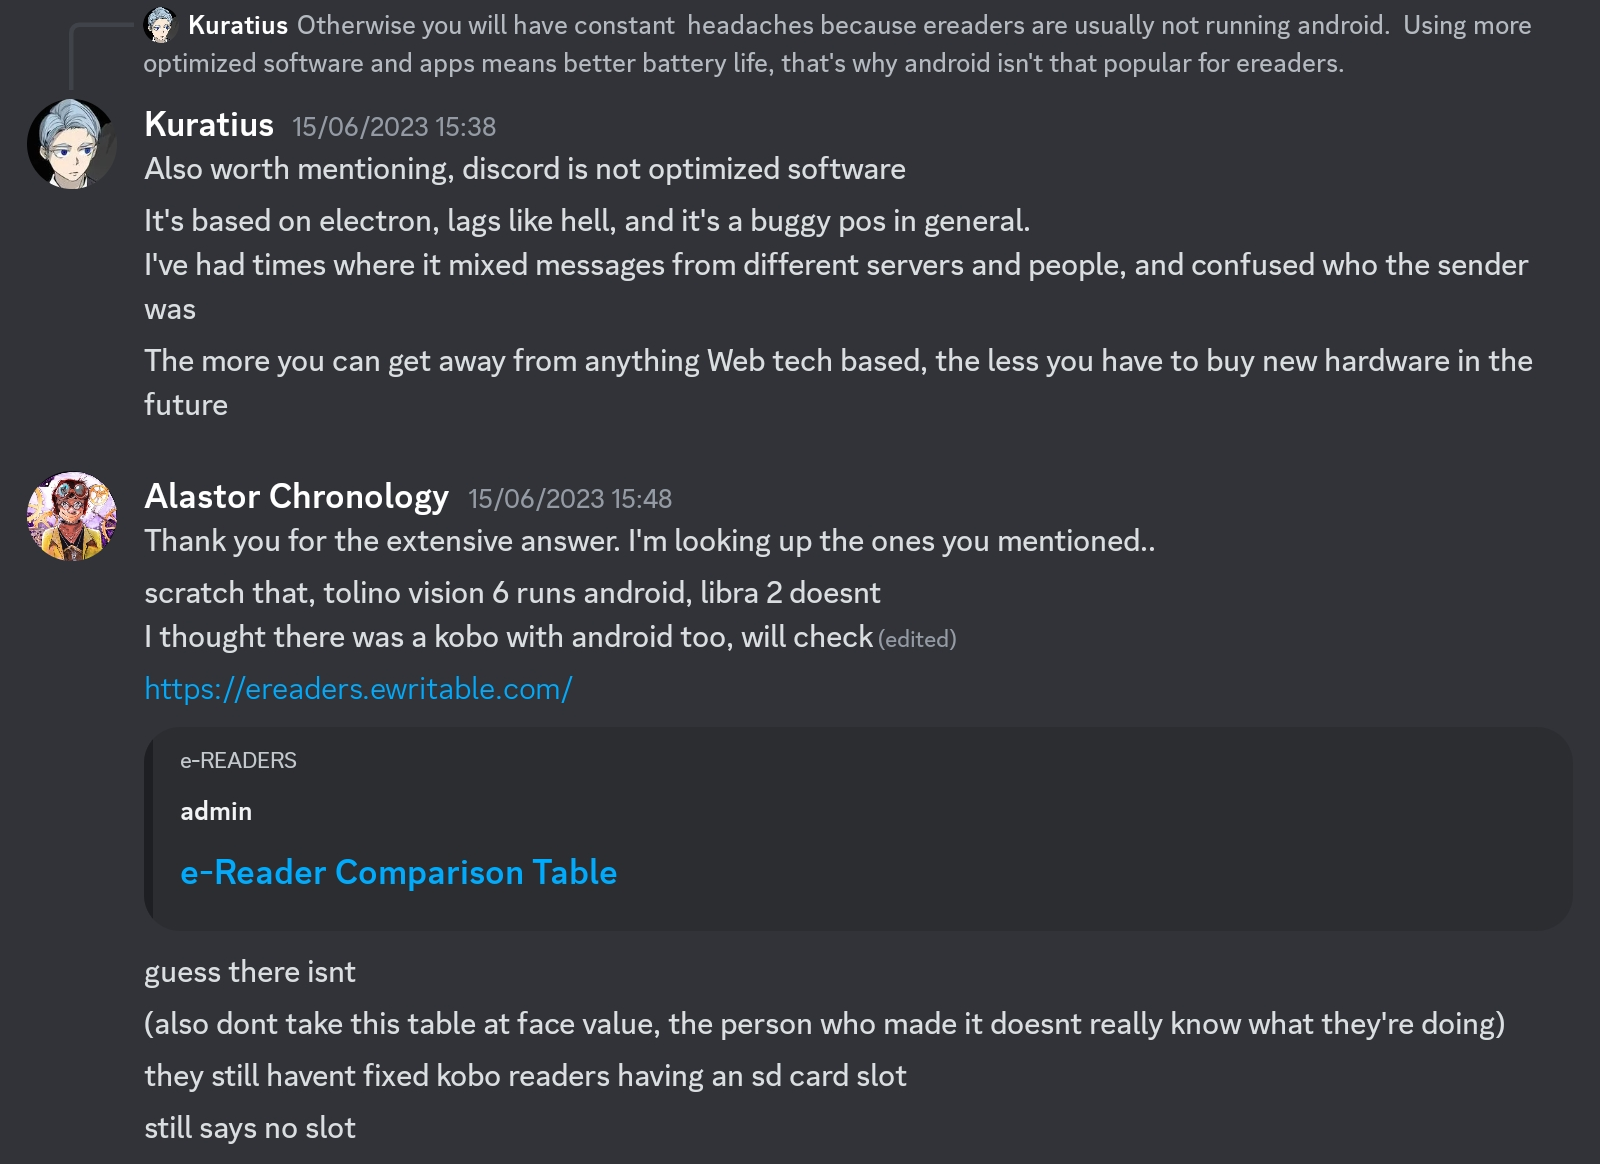 Kuratius Otherwise you will have constant  headaches because ereaders are usually not running android.  Using more
optimized software and apps means better battery life, that's why android isn't that popular for ereaders.
Kuratius 15/06/2023 15:38
Also worth mentioning, discord is not optimized software
It's based on electron, lags like hell, and it's a buggy pos in general.
I've had times where it mixed messages from different servers and people, and confused who the sender
was
The more you can get away from anything Web tech based, the less you have to buy new hardware in the
future
Alastor Chronology 15/06/2023 15:48
Thank you for the extensive answer. I'm looking up the ones you mentioned..
scratch that, tolino vision 6 runs android, libra 2 doesnt
I thought there was a kobo with android too, will check (edited)
https://ereaders.ewritable.com/
e-READERS
admin
e-Reader Comparison Table
guess there isnt
(also dont take this table at face value, the person who made it doesnt really know what they're doing)
they still havent fixed kobo readers having an sd card slot
still says no slot